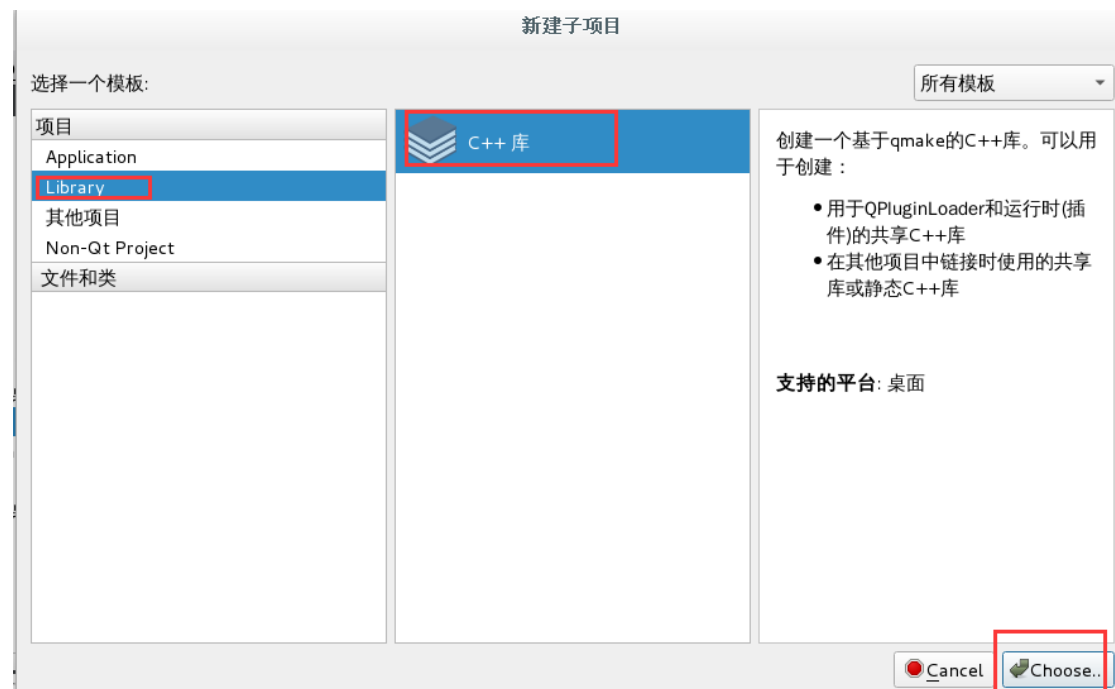 新建子项目
选择一个模板:
所有模板
项目
Application
Library
其他项目
Non-Qt Project
文件和类
C++ 库
创建一个基于qmake的C++库。可以用
于创建：
•用于QPluginLoader和运行时(插
件)的共享C++库
•在其他项目中链接时使用的共享
库或静态C++库
支持的平台: 桌面
Cancel
Choose..